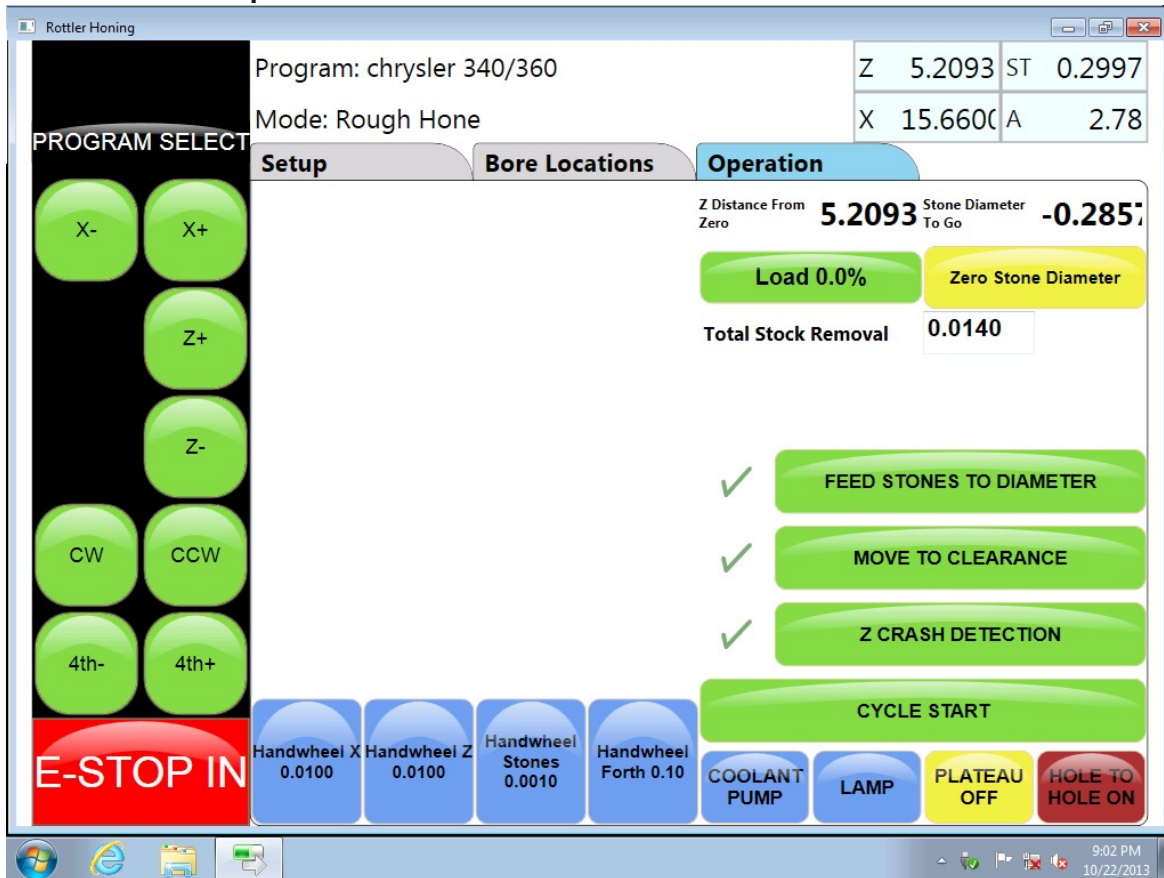 Rottler Honing
Program: chrysler 340/360
Z 5.2093 ST 0.2997
Mode: Rough Hone
X 15.660( A 2.78
PROGRAM SELECT
Setup Bore Locations Operation
Z Distance From Zero 5.2093 Stone Diameter To Go -0.2857
X- X+
Load 0.0% Zero Stone Diameter
Total Stock Removal 0.0140
Z+
Z-
FEED STONES TO DIAMETER
CW CCW
MOVE TO CLEARANCE
Z CRASH DETECTION
4th- 4th+
CYCLE START
E-STOP IN
Handwheel X
0.0100
Handwheel Z
0.0100
Handwheel
Stones
0.0010
Handwheel
Forth 0.10
COOLANT
PUMP
LAMP
PLATEAU
OFF
HOLE TO
HOLE ON
9:02 PM
10/22/2013